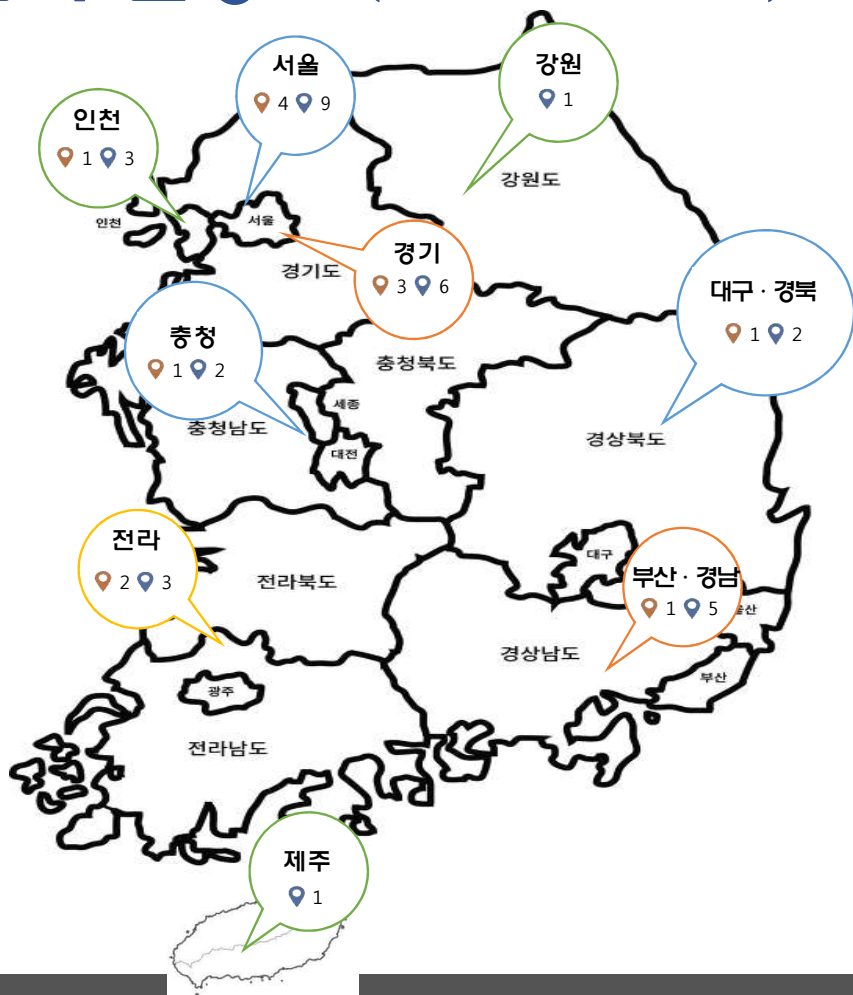 서울
4 9
강원
1
인천
1 3
강원도
인천
서울
경기
3 6
경기도
대구 · 경북
1 2
충청
1 2
충청북도
세종
충청남도
대전
경상북도
전라
2 3
대구
부산 · 경남
1 5
전라북도
경상남도
부산
광주
전라남도
제주
1